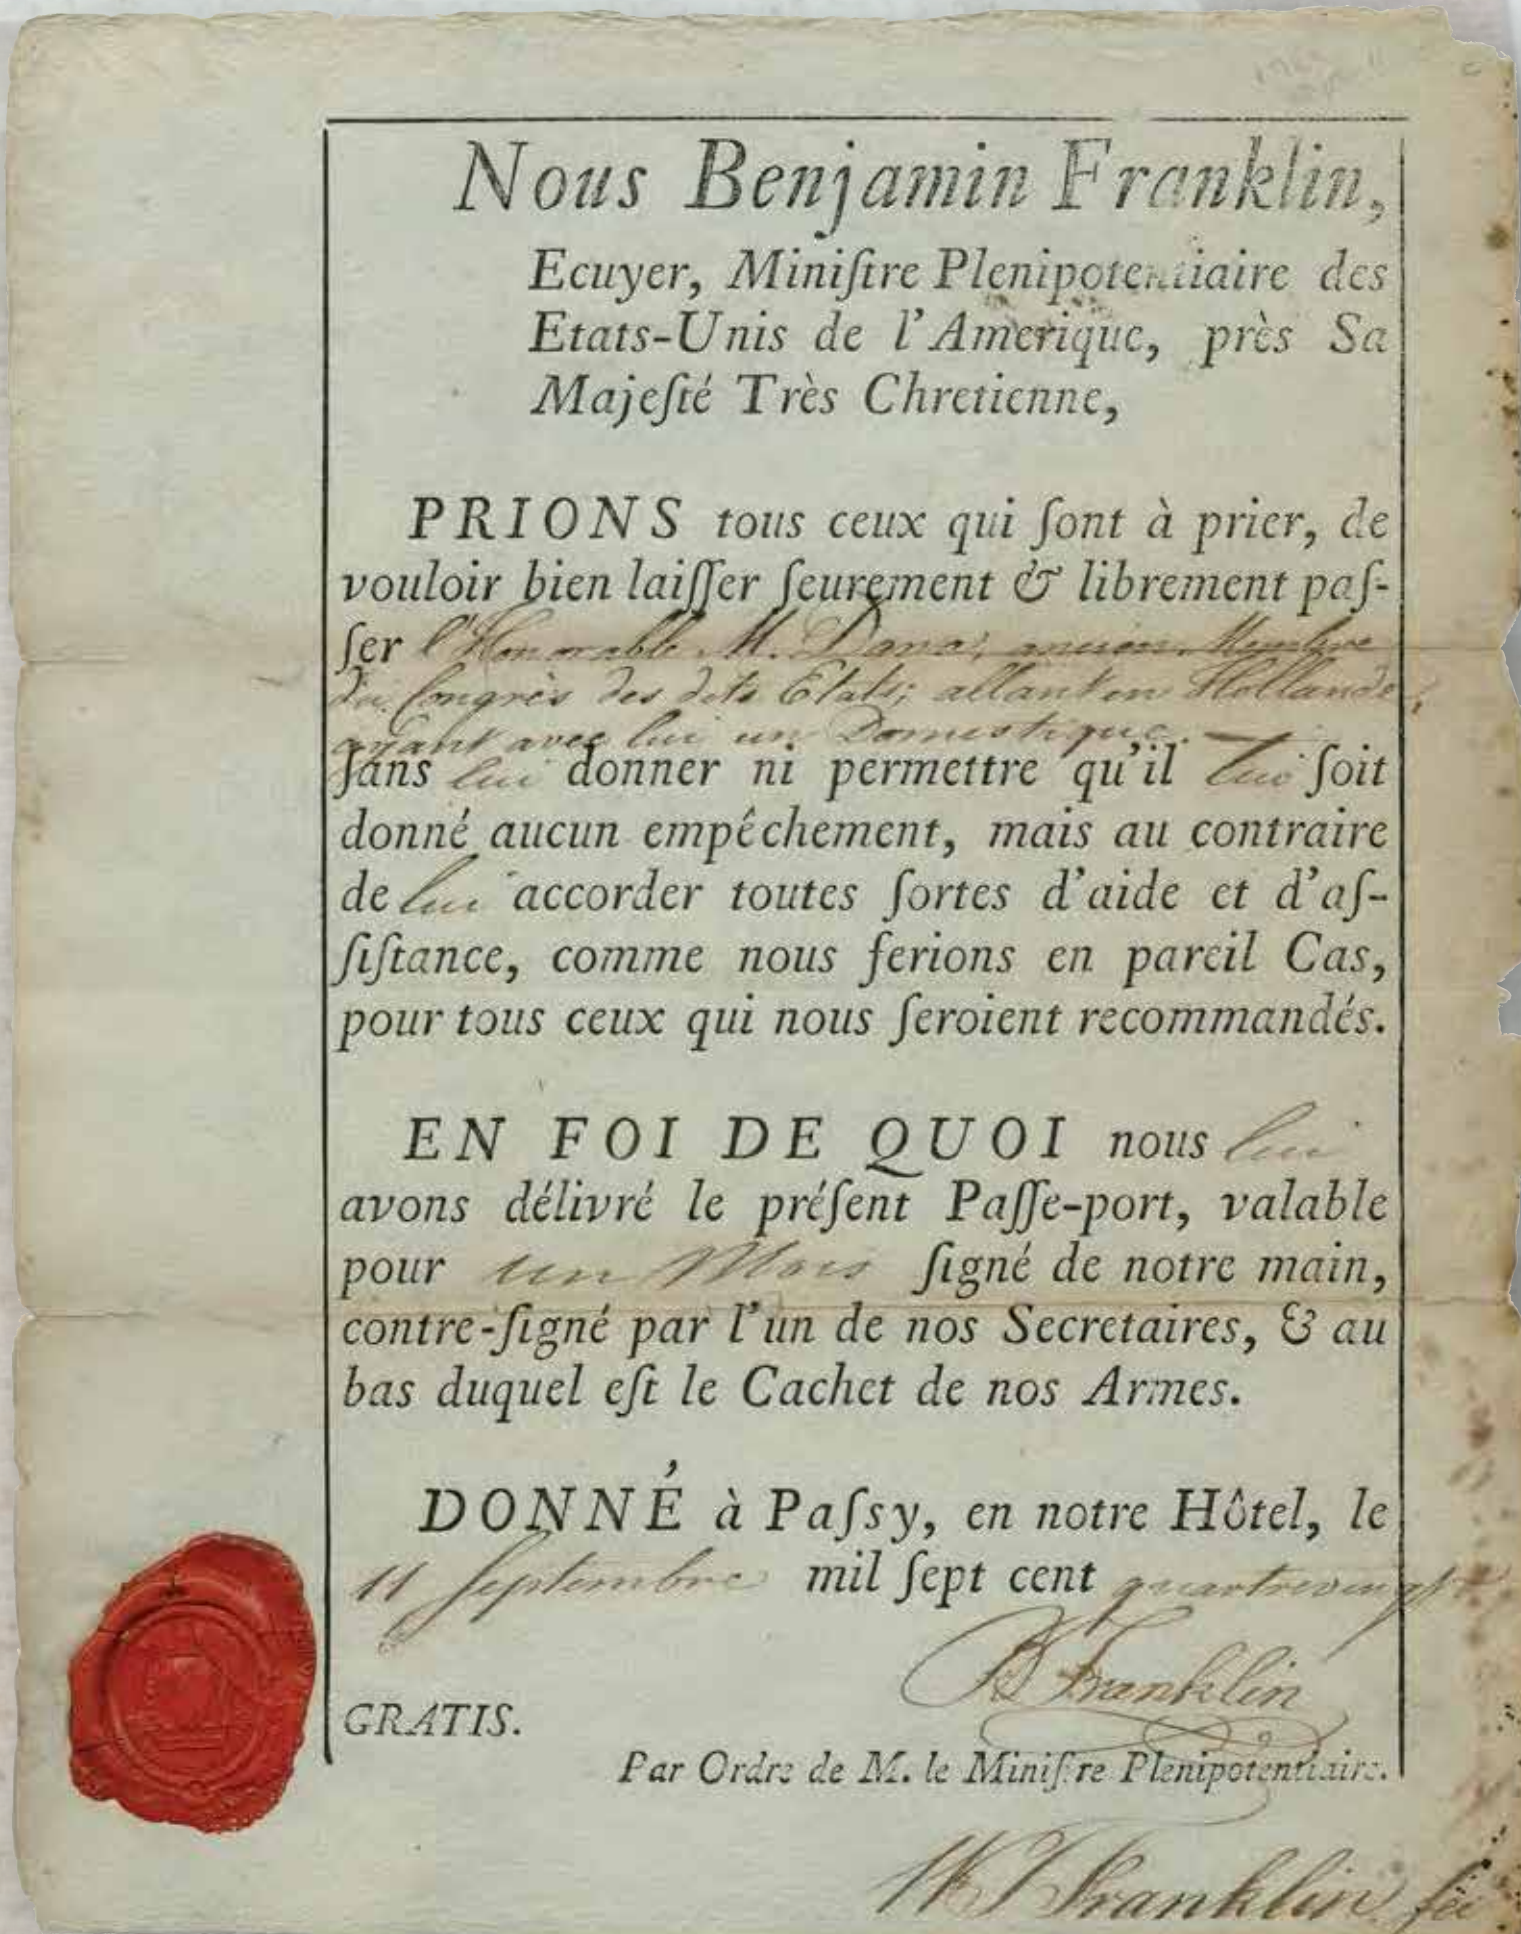 Nous Benjamin Franklin,
Ecuyer, Miniſtre Plenipotentiaire des
Etats-Unis de l'Amerique, près Sa
Majeſté Très Chretienne,
PRIONS tous ceux qui ſont à prier, de
vouloir bien laiſſer ſeurement & librement paſ-
ſer l'Honorable M. Dana, ancien Membre
du Congrès des dits Etats; allant en Hollande,
ayant avec lui un Domestique.
ſans lui donner ni permettre qu'il lui ſoit
donné aucun empêchement, mais au contraire
de lui accorder toutes ſortes d'aide et d'aſ-
ſiſtance, comme nous ferions en pareil Cas,
pour tous ceux qui nous ſeroient recommandés.
EN FOI DE QUOI nous lui
avons délivré le préſent Paſſe-port, valable
pour un Mois ſigné de notre main,
contre-ſigné par l'un de nos Secretaires, & au
bas duquel eſt le Cachet de nos Armes.
DONNÉ à Paſsy, en notre Hôtel, le
11 Septembre mil ſept cent quatrevingt
B Franklin
GRATIS.
Par Ordre de M. le Miniſtre Plenipotentiaire.
W T Franklin